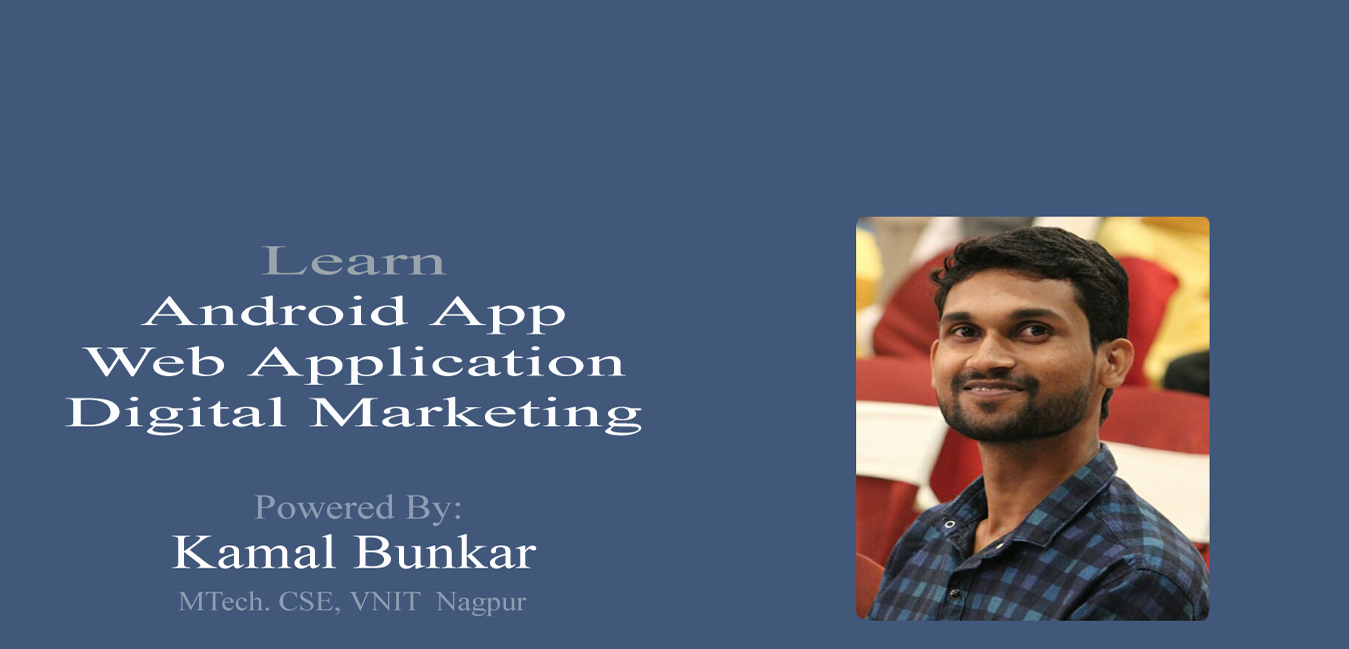 Learn
Android App
Web Application
Digital Marketing
Powered By:
Kamal Bunkar
MTech. CSE, VNIT Nagpur